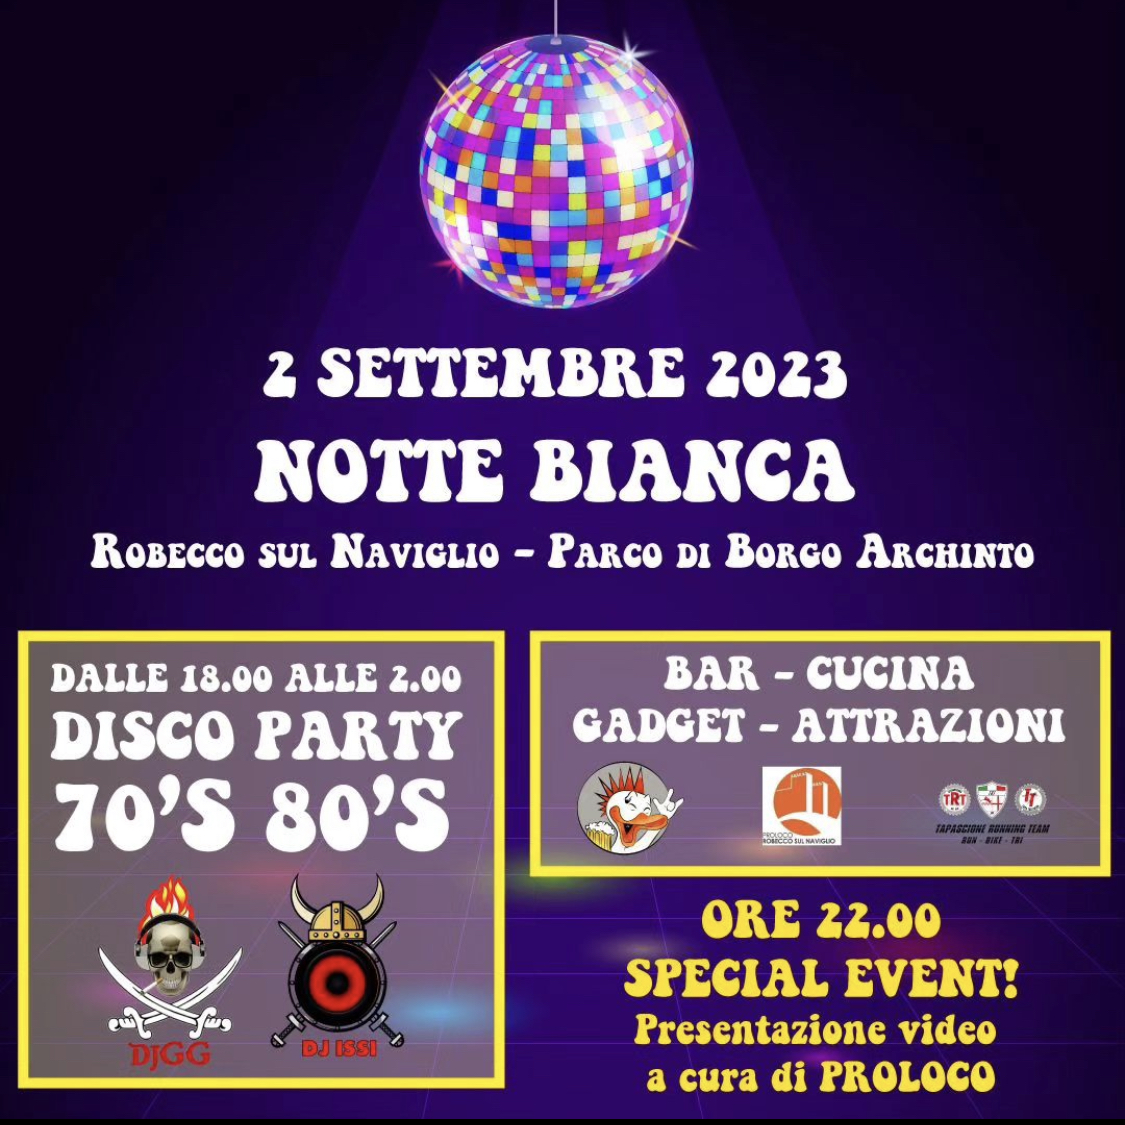 2 SETTEMBRE 2023
NOTTE BIANCA
ROBECCO SUL NAVIGLIO – PARCO DI BORGO ARCHINTO
DALLE 18.00 ALLE 2.00
DISCO PARTY
70'S 80'S
DJGG
DJ ISSI
BAR – CUCINA
GADGET – ATTRAZIONI
PROLOCO
ROBECCO SUL NAVIGLIO
TRT
TT
TAPASCIONE RUNNING TEAM
RUN - BIKE - TRI
ORE 22.00
SPECIAL EVENT!
Presentazione video
a cura di PROLOCO